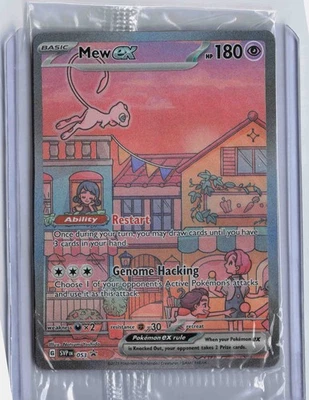 BASIC Mew ex HP 180
Ability Restart
Once during your turn, you may draw cards until you have
3 cards in your hand.
Genome Hacking
Choose 1 of your opponent's Active Pokémon's attacks and
use it as this attack.
weakness ×2 resistance -30 retreat
Pokémon ex rule
When your Pokémon ex
is Knocked Out, your opponent takes 2 Prize cards.
G SVP EN 053